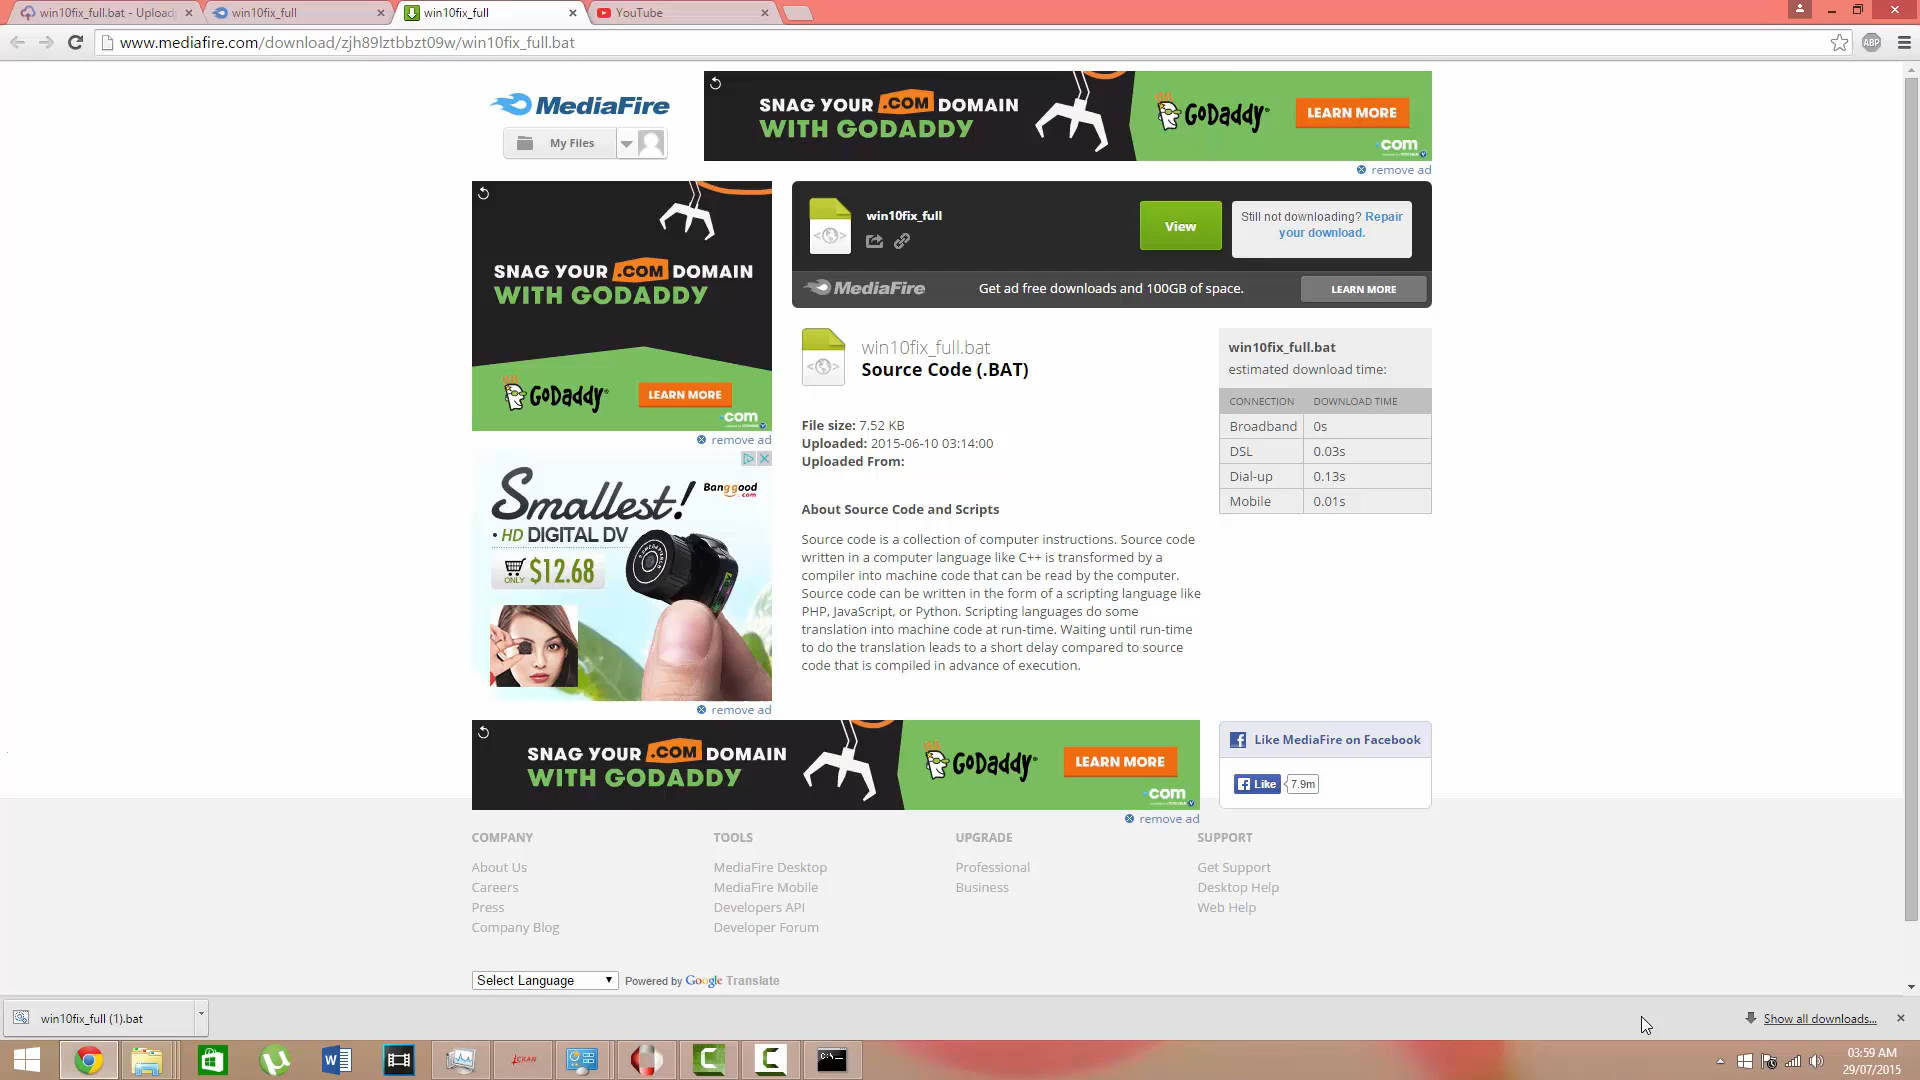 win10fix_full.bat - Upload
win10fix_full
win10fix_full
YouTube
www.mediafire.com/download/zjh89lztbbzt09w/win10fix_full.bat
ABP
MediaFire
My Files
SNAG YOUR .COM DOMAIN
WITH GODADDY
GoDaddy
LEARN MORE
.com
remove ad
SNAG YOUR .COM DOMAIN
WITH GODADDY
GoDaddy
LEARN MORE
.com
remove ad
win10fix_full
View
Still not downloading? Repair
your download.
MediaFire
Get ad free downloads and 100GB of space.
LEARN MORE
win10fix_full.bat
Source Code (.BAT)
File size: 7.52 KB
Uploaded: 2015-06-10 03:14:00
Uploaded From:
About Source Code and Scripts
Source code is a collection of computer instructions. Source code
written in a computer language like C++ is transformed by a
compiler into machine code that can be read by the computer.
Source code can be written in the form of a scripting language like
PHP, JavaScript, or Python. Scripting languages do some
translation into machine code at run-time. Waiting until run-time
to do the translation leads to a short delay compared to source
code that is compiled in advance of execution.
win10fix_full.bat
estimated download time:
CONNECTION DOWNLOAD TIME
Broadband 0s
DSL 0.03s
Dial-up 0.13s
Mobile 0.01s
Smallest!
Banggood.com
HD DIGITAL DV
ONLY $12.68
remove ad
SNAG YOUR .COM DOMAIN
WITH GODADDY
GoDaddy
LEARN MORE
.com
remove ad
Like MediaFire on Facebook
Like 7.9m
COMPANY
About Us
Careers
Press
Company Blog
TOOLS
MediaFire Desktop
MediaFire Mobile
Developers API
Developer Forum
UPGRADE
Professional
Business
SUPPORT
Get Support
Desktop Help
Web Help
Select Language
Powered by Google Translate
win10fix_full (1).bat
Show all downloads...
CKAN
03:59 AM
29/07/2015